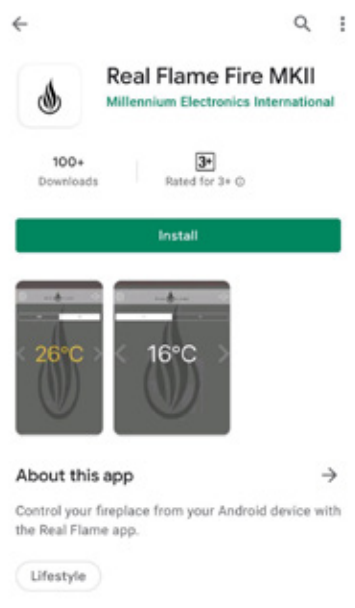 Real Flame Fire MKII
Millennium Electronics International
100+
Downloads
3+
Rated for 3+
Install
26°C
16°C
About this app
Control your fireplace from your Android device with
the Real Flame app.
Lifestyle